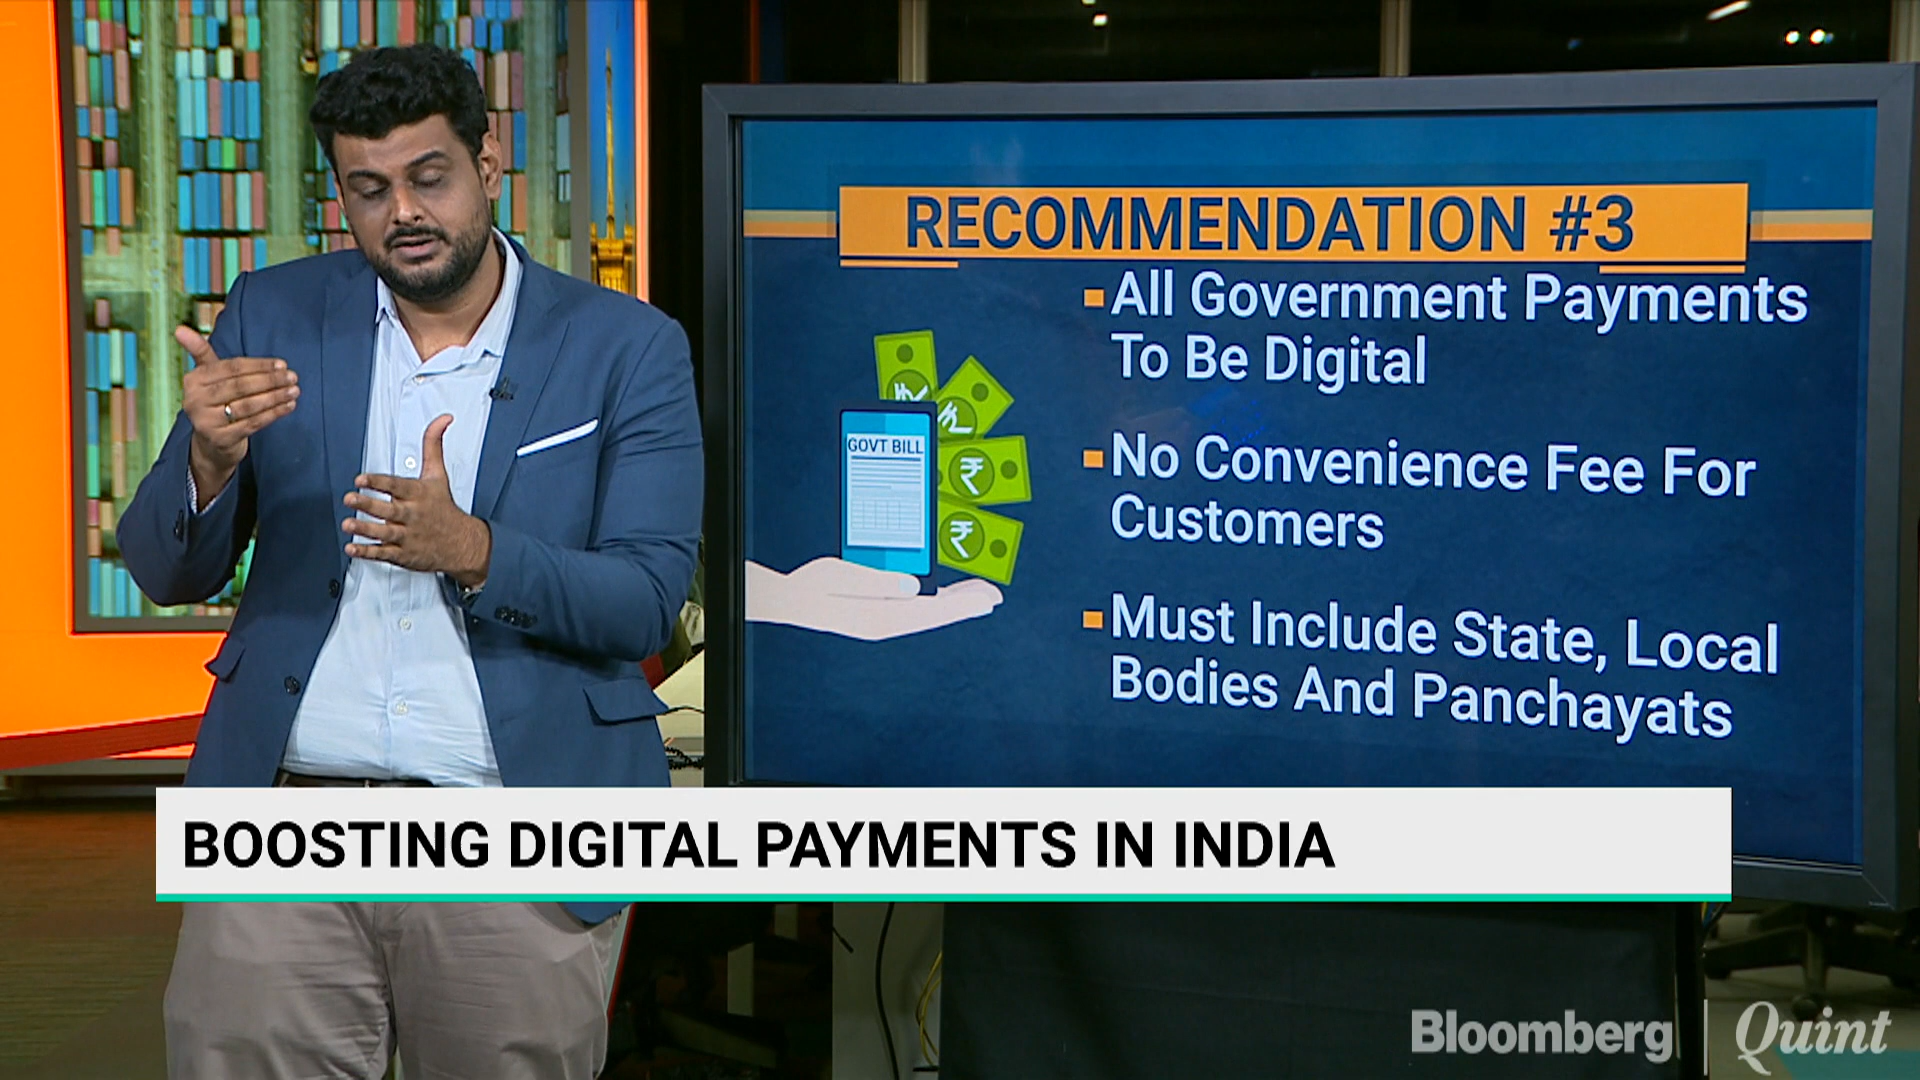 RECOMMENDATION #3
All Government Payments
To Be Digital
GOVT BILL
No Convenience Fee For
Customers
Must Include State, Local
Bodies And Panchayats
BOOSTING DIGITAL PAYMENTS IN INDIA
Bloomberg | Quint